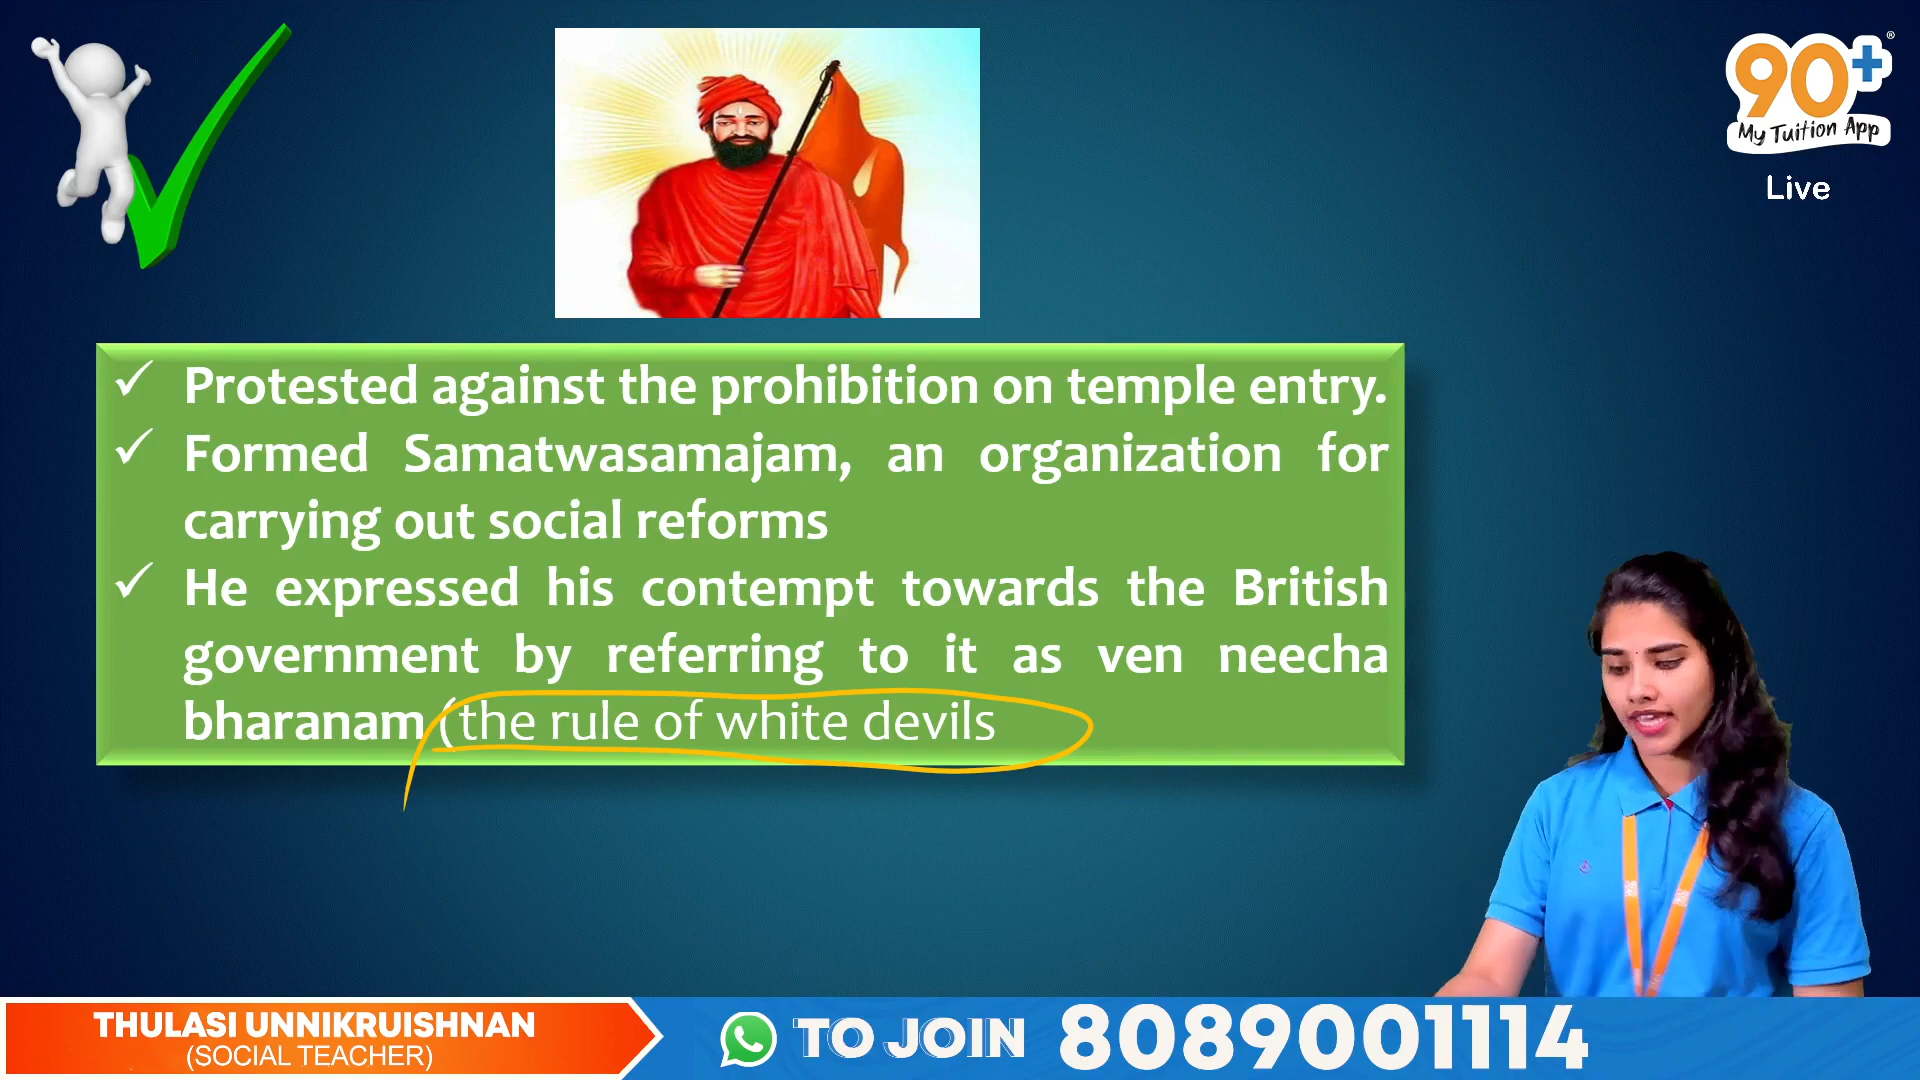 90+
®
My Tuition App
Live
✓ Protested against the prohibition on temple entry.
✓ Formed Samatwasamajam, an organization for
carrying out social reforms
✓ He expressed his contempt towards the British
government by referring to it as ven neecha
bharanam (the rule of white devils
THULASI UNNIKRUISHNAN
(SOCIAL TEACHER)
TO JOIN 8089001114